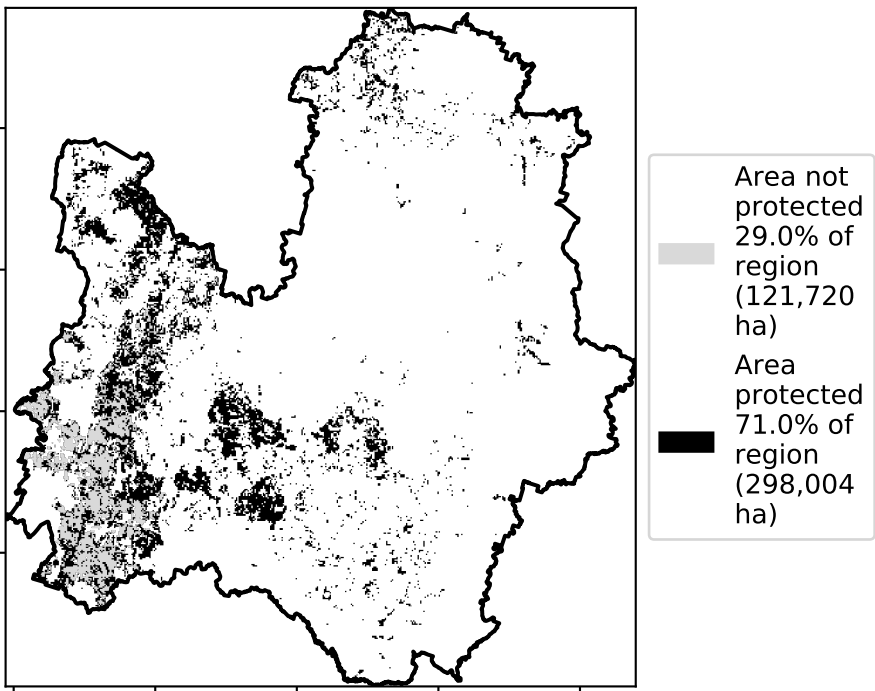 Area not
protected
29.0% of
region
(121,720
ha)
Area
protected
71.0% of
region
(298,004
ha)